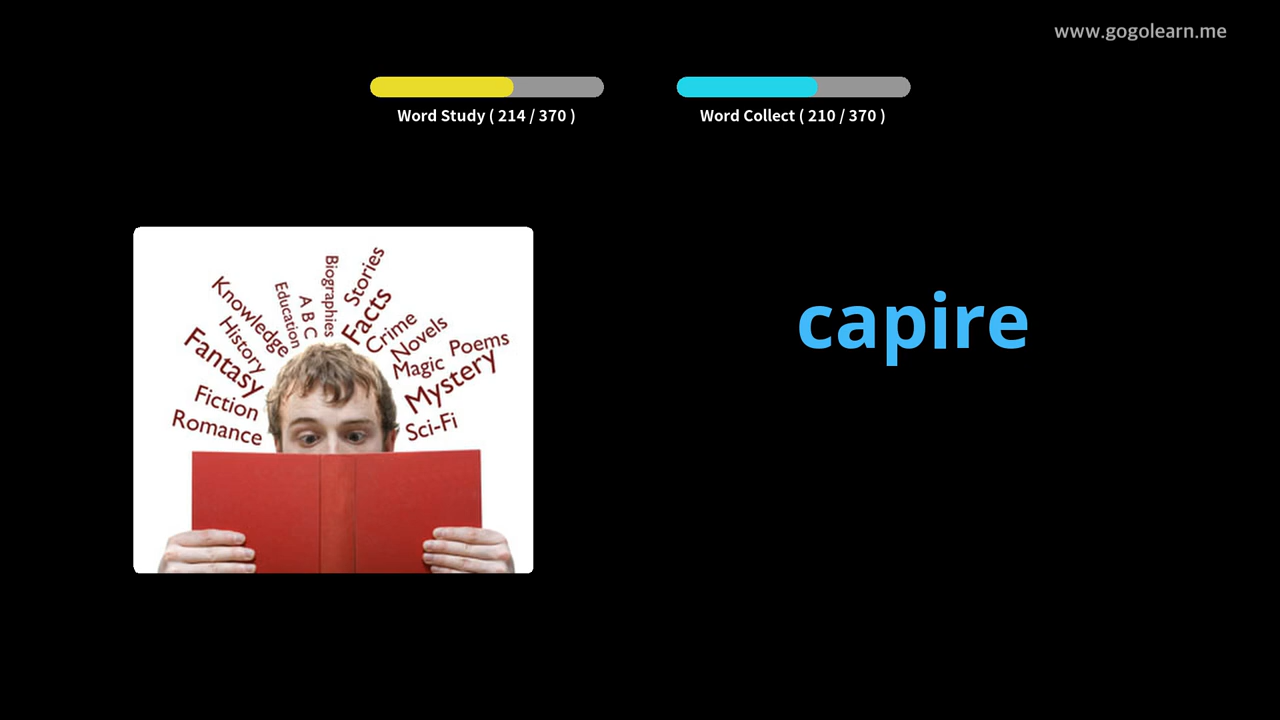 www.gogolearn.me
Word Study ( 214 / 370 )
Word Collect ( 210 / 370 )
Biographies
Stories
Knowledge
Education
A B C
Facts
Crime
History
Novels
Fantasy
Magic
Poems
Mystery
Fiction
Romance
Sci-Fi
capire